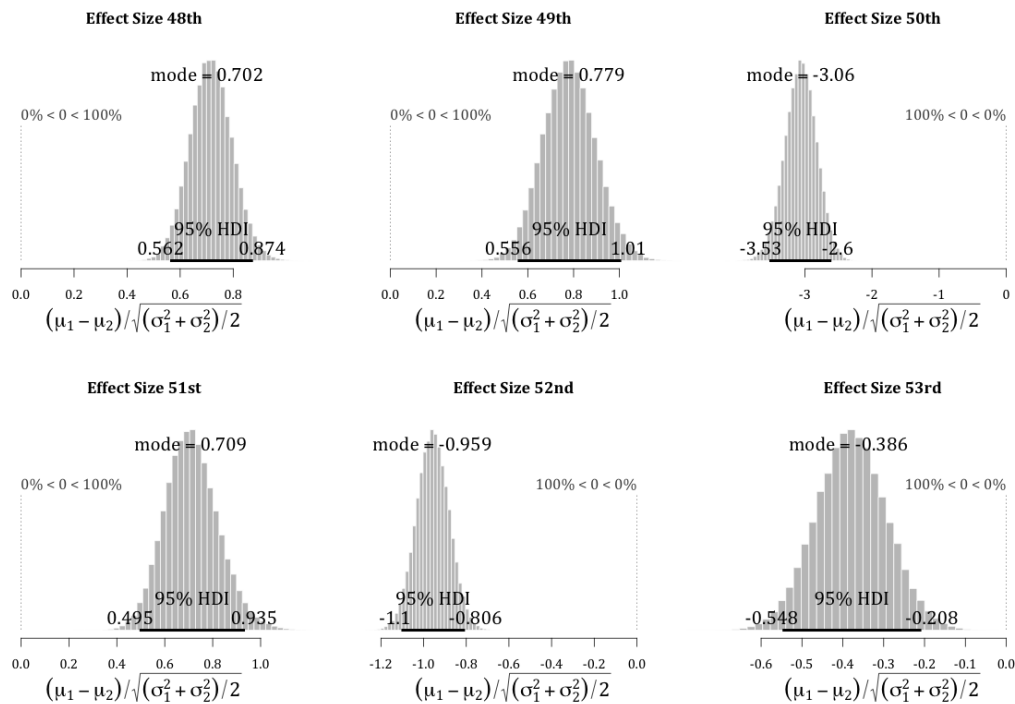 Effect Size 48th
mode = 0.702
0% < 0 < 100%
95% HDI
0.562 0.874
0.0 0.2 0.4 0.6 0.8
(μ₁ − μ₂)/√(σ₁² + σ₂²)/2
Effect Size 49th
mode = 0.779
0% < 0 < 100%
95% HDI
0.556 1.01
0.0 0.2 0.4 0.6 0.8 1.0
(μ₁ − μ₂)/√(σ₁² + σ₂²)/2
Effect Size 50th
mode = -3.06
100% < 0 < 0%
95% HDI
-3.53 -2.6
-3 -2 -1 0
(μ₁ − μ₂)/√(σ₁² + σ₂²)/2
Effect Size 51st
mode = 0.709
0% < 0 < 100%
95% HDI
0.495 0.935
0.0 0.2 0.4 0.6 0.8 1.0
(μ₁ − μ₂)/√(σ₁² + σ₂²)/2
Effect Size 52nd
mode = -0.959
100% < 0 < 0%
95% HDI
-1.1 -0.806
-1.2 -1.0 -0.8 -0.6 -0.4 -0.2 0.0
(μ₁ − μ₂)/√(σ₁² + σ₂²)/2
Effect Size 53rd
mode = -0.386
100% < 0 < 0%
95% HDI
-0.548 -0.208
-0.6 -0.5 -0.4 -0.3 -0.2 -0.1 0.0
(μ₁ − μ₂)/√(σ₁² + σ₂²)/2